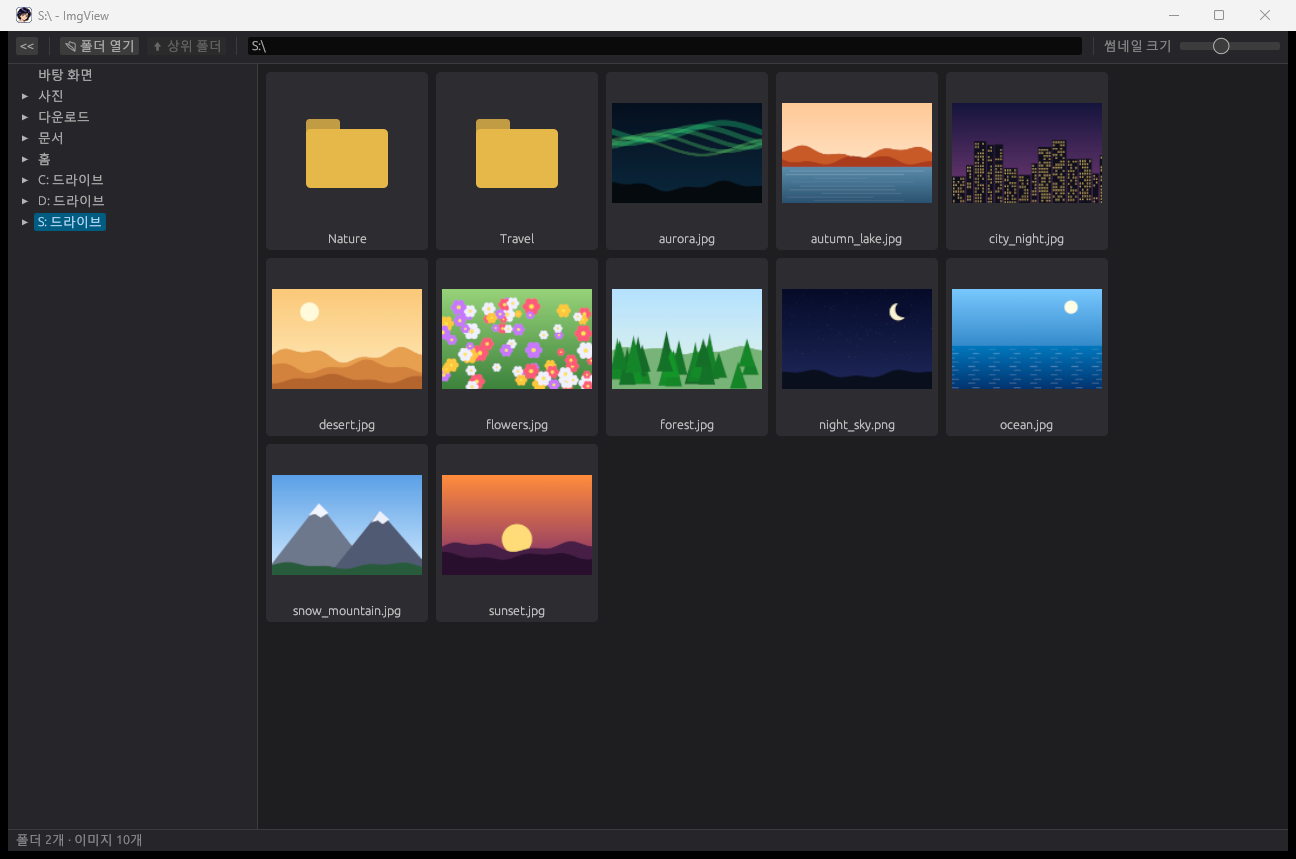 S:\ - ImgView
<< 폴더 열기 상위 폴더 S:\ 썸네일 크기
바탕 화면
사진
다운로드
문서
홈
C: 드라이브
D: 드라이브
S: 드라이브
Nature Travel aurora.jpg autumn_lake.jpg city_night.jpg
desert.jpg flowers.jpg forest.jpg night_sky.png ocean.jpg
snow_mountain.jpg sunset.jpg
폴더 2개 · 이미지 10개